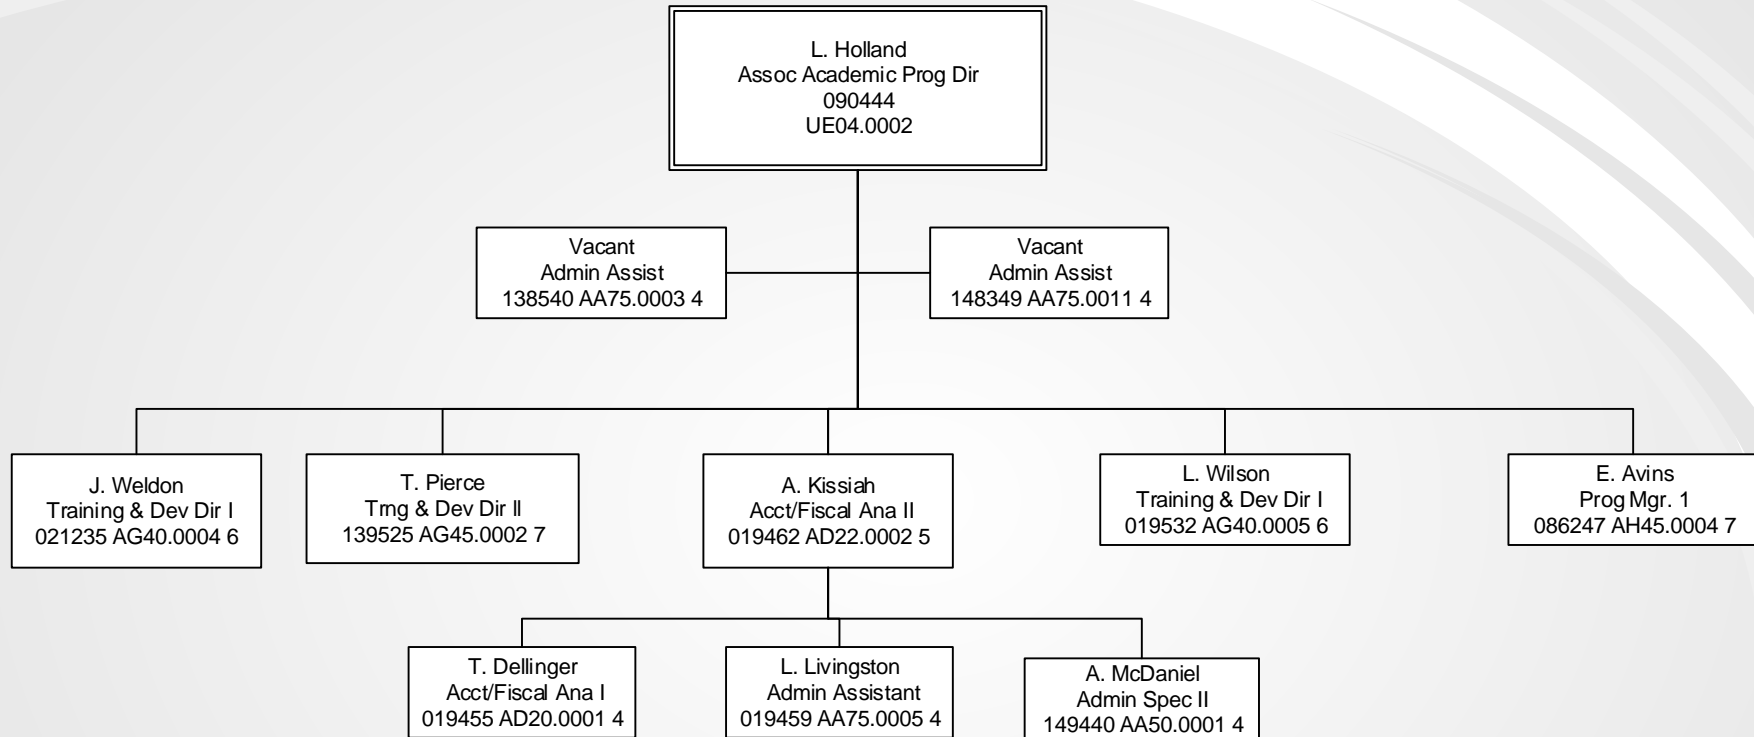 L. Holland
Assoc Academic Prog Dir
090444
UE04.0002
Vacant
Admin Assist
138540 AA75.0003 4
Vacant
Admin Assist
148349 AA75.0011 4
J. Weldon
Training & Dev Dir I
021235 AG40.0004 6
T. Pierce
Trng & Dev Dir II
139525 AG45.0002 7
A. Kissiah
Acct/Fiscal Ana II
019462 AD22.0002 5
L. Wilson
Training & Dev Dir I
019532 AG40.0005 6
E. Avins
Prog Mgr. 1
086247 AH45.0004 7
T. Dellinger
Acct/Fiscal Ana I
019455 AD20.0001 4
L. Livingston
Admin Assistant
019459 AA75.0005 4
A. McDaniel
Admin Spec II
149440 AA50.0001 4